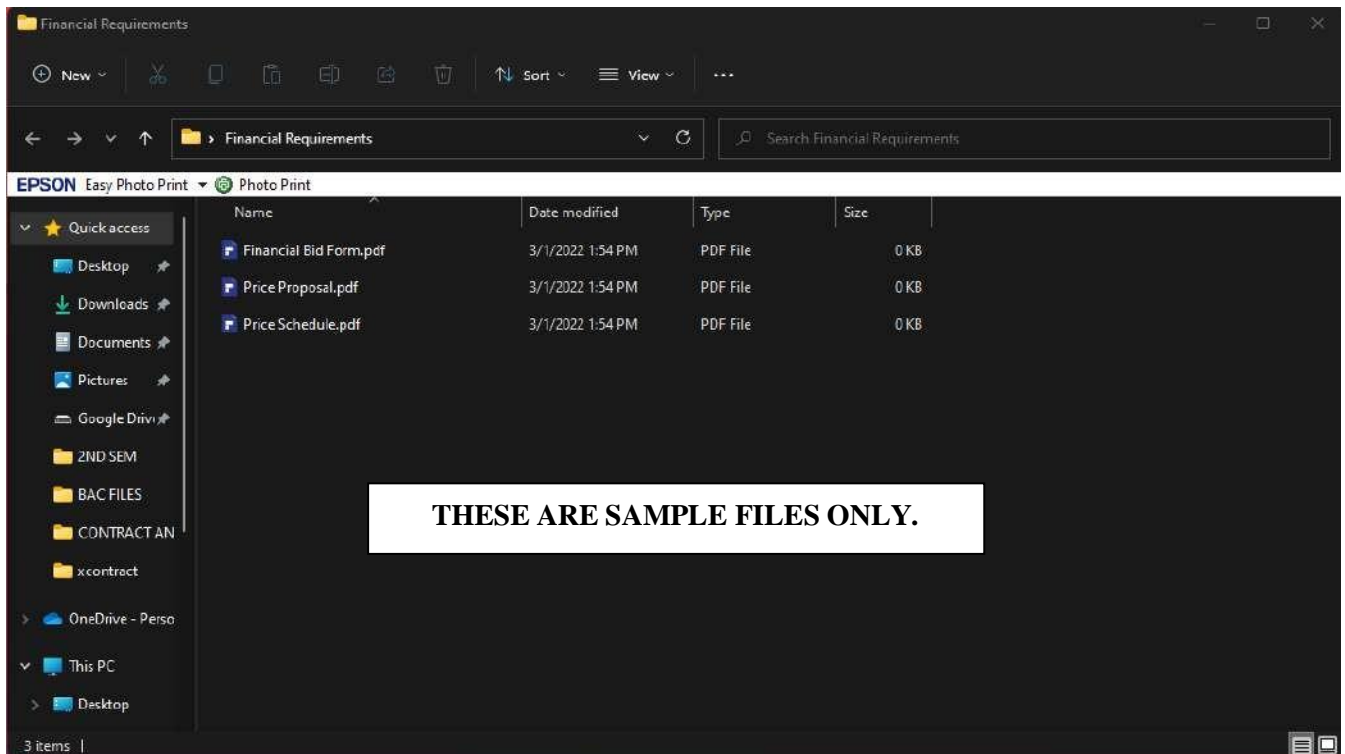 Financial Requirements
New Sort View ...
Financial Requirements Search Financial Requirements
EPSON Easy Photo Print Photo Print
Name Date modified Type Size
Quick access
Financial Bid Form.pdf 3/1/2022 1:54 PM PDF File 0 KB
Desktop
Price Proposal.pdf 3/1/2022 1:54 PM PDF File 0 KB
Downloads
Price Schedule.pdf 3/1/2022 1:54 PM PDF File 0 KB
Documents
Pictures
Google Driv
2ND SEM
BAC FILES
THESE ARE SAMPLE FILES ONLY.
CONTRACT AN
xcontract
OneDrive - Perso
This PC
Desktop
3 items